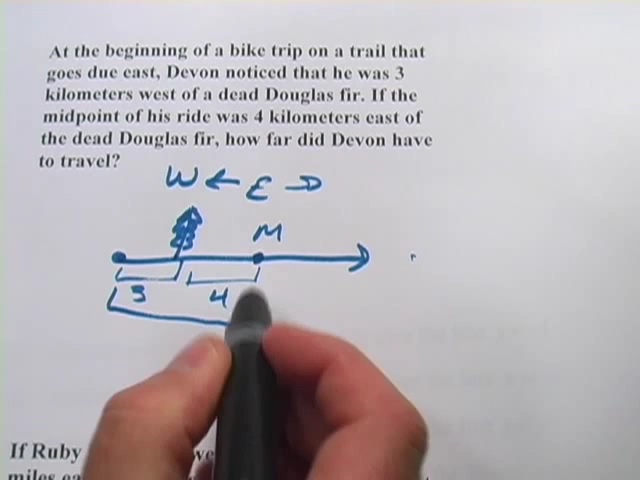 At the beginning of a bike trip on a trail that
goes due east, Devon noticed that he was 3
kilometers west of a dead Douglas fir. If the
midpoint of his ride was 4 kilometers east of
the dead Douglas fir, how far did Devon have
to travel?
W ← E →
M
3 4
If Ruby
miles